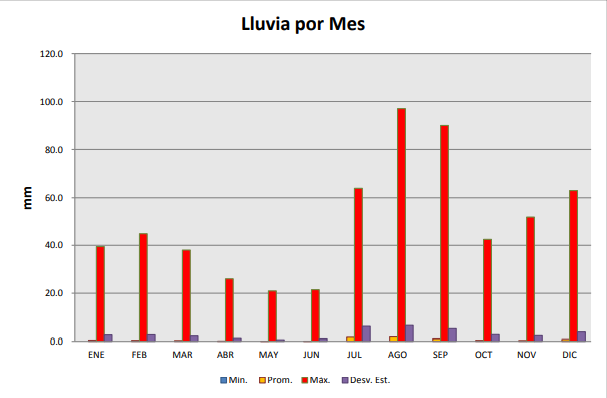 Lluvia por Mes
120.0
100.0
80.0
60.0
40.0
20.0
0.0
mm
ENE FEB MAR ABR MAY JUN JUL AGO SEP OCT NOV DIC
Min. Prom. Max. Desv. Est.